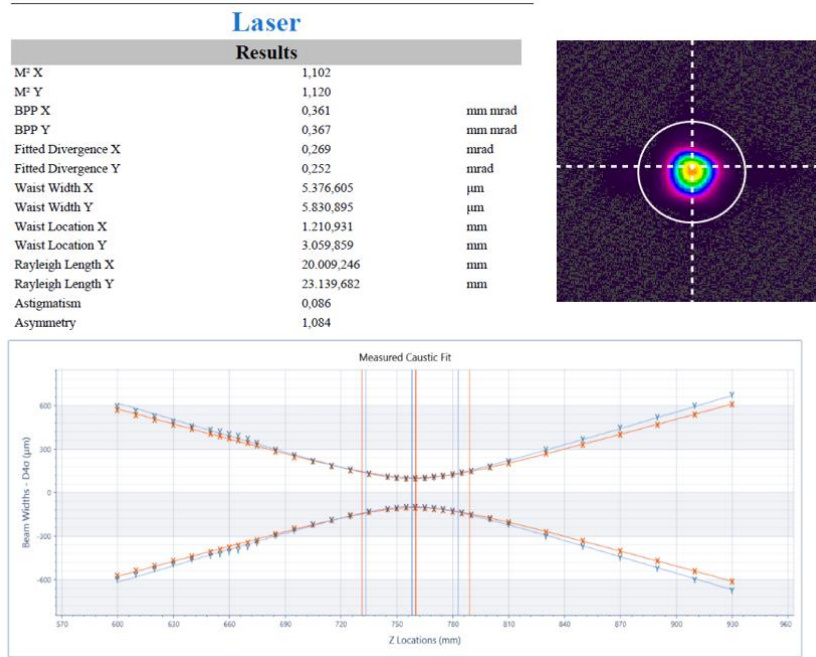 Laser
Results
M² X 1,102
M² Y 1,120
BPP X 0,361 mm mrad
BPP Y 0,367 mm mrad
Fitted Divergence X 0,269 mrad
Fitted Divergence Y 0,252 mrad
Waist Width X 5.376,605 μm
Waist Width Y 5.830,895 μm
Waist Location X 1.210,931 mm
Waist Location Y 3.059,859 mm
Rayleigh Length X 20.009,246 mm
Rayleigh Length Y 23.139,682 mm
Astigmatism 0,086
Asymmetry 1,084
Measured Caustic Fit
Beam Widths - D4σ (μm)
600
300
0
-300
-600
570 600 630 660 690 720 750 780 810 840 870 900 930 960
Z Locations (mm)